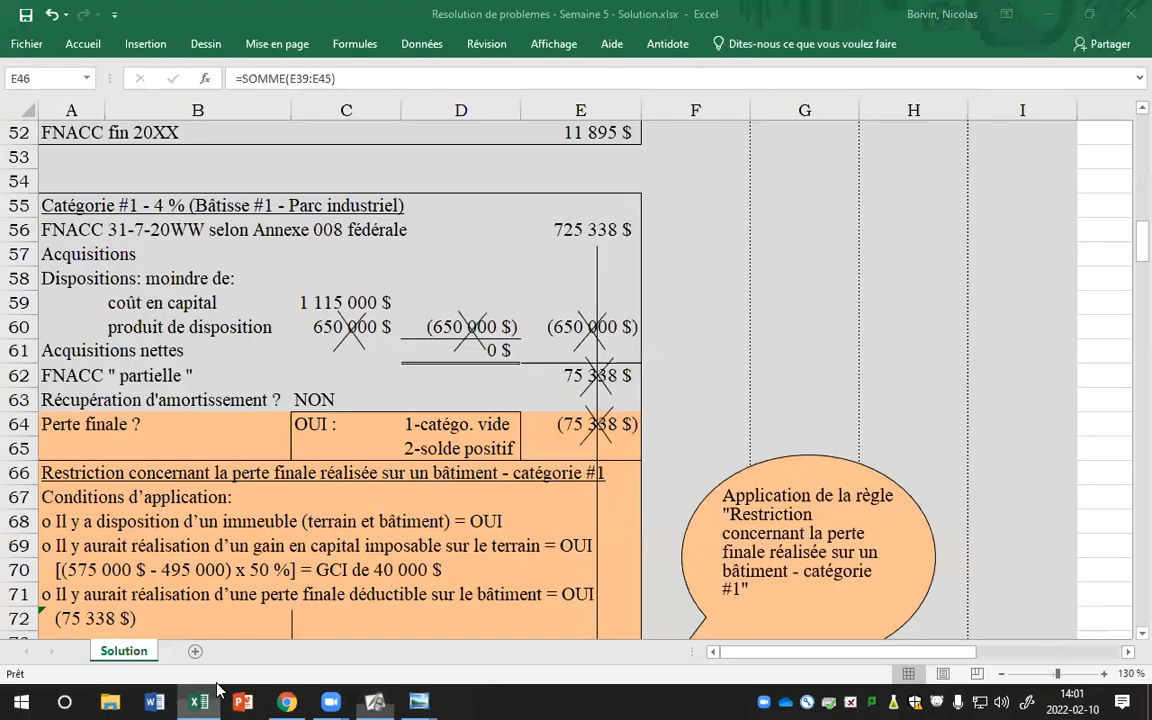 Resolution de problemes - Semaine 5 - Solution.xlsx - Excel
Boivin, Nicolas
Fichier Accueil Insertion Dessin Mise en page Formules Données Révision Affichage Aide Antidote Dites-nous ce que vous voulez faire Partager
E46 fx =SOMME(E39:E45)
A B C D E F G H I
52 FNACC fin 20XX 11 895 $
53
54
55 Catégorie #1 - 4 % (Bâtisse #1 - Parc industriel)
56 FNACC 31-7-20WW selon Annexe 008 fédérale 725 338 $
57 Acquisitions
58 Dispositions: moindre de:
59 coût en capital 1 115 000 $
60 produit de disposition 650 000 $ (650 000 $) (650 000 $)
61 Acquisitions nettes 0 $
62 FNACC " partielle " 75 338 $
63 Récupération d'amortissement ? NON
64 Perte finale ? OUI : 1-catégo. vide (75 338 $)
65 2-solde positif
66 Restriction concernant la perte finale réalisée sur un bâtiment - catégorie #1
67 Conditions d'application:
68 o Il y a disposition d'un immeuble (terrain et bâtiment) = OUI
69 o Il y aurait réalisation d'un gain en capital imposable sur le terrain = OUI
70 [(575 000 $ - 495 000) x 50 %] = GCI de 40 000 $
71 o Il y aurait réalisation d'une perte finale déductible sur le bâtiment = OUI
72 (75 338 $)
Application de la règle
"Restriction
concernant la perte
finale réalisée sur un
bâtiment - catégorie
#1"
Solution
Prêt
130 %
14:01
2022-02-10